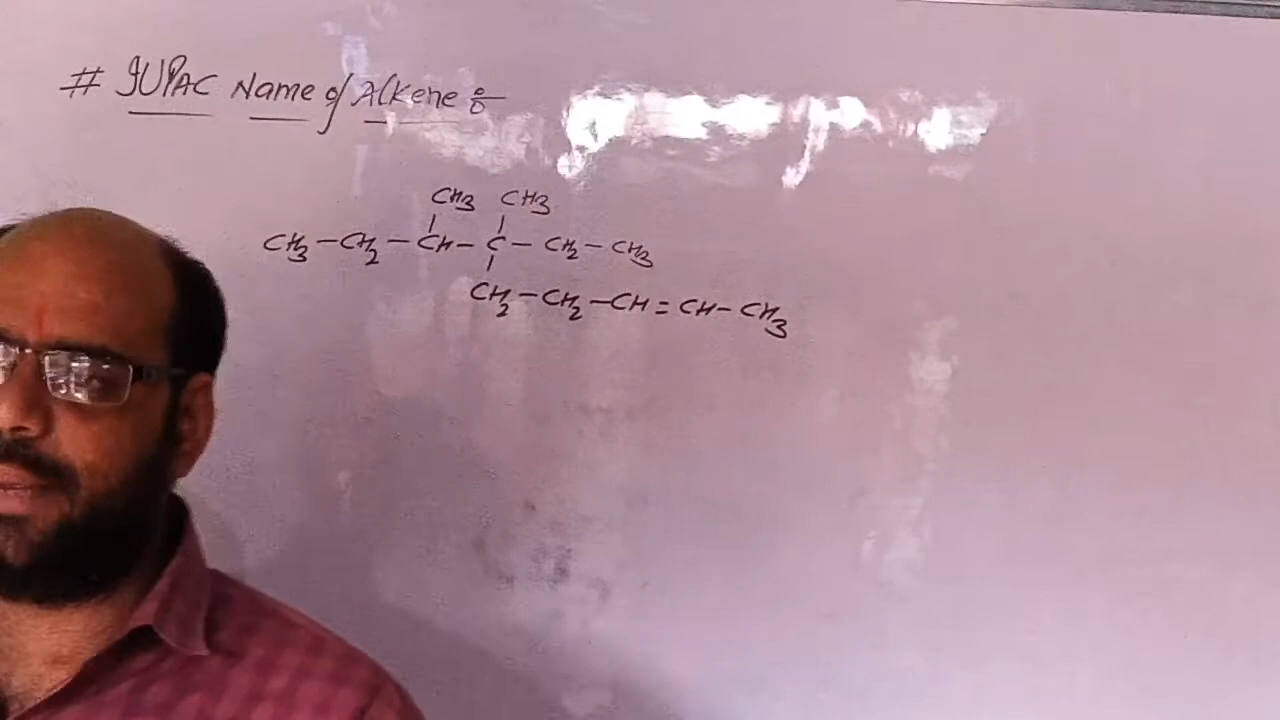 # IUPAC Name of Alkene :-
CH3 CH3
CH3 - CH2 - CH - C - CH2 - CH3
CH2 - CH2 - CH = CH - CH3